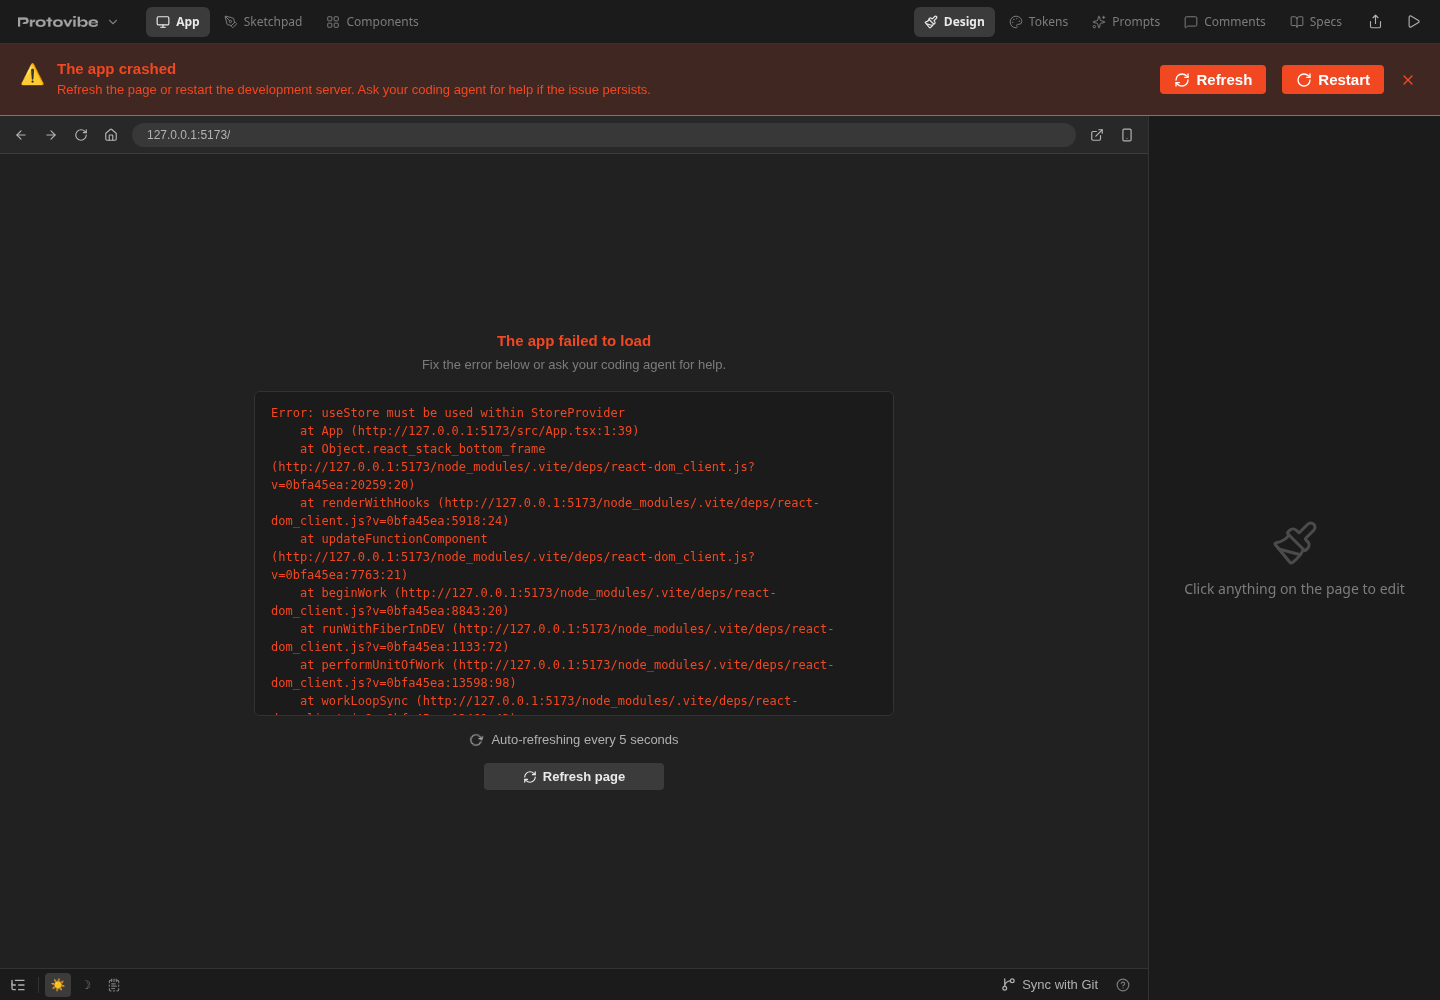 Protovibe
App
Sketchpad
Components
Design
Tokens
Prompts
Comments
Specs
The app crashed
Refresh the page or restart the development server. Ask your coding agent for help if the issue persists.
Refresh
Restart
127.0.0.1:5173/
The app failed to load
Fix the error below or ask your coding agent for help.
Error: useStore must be used within StoreProvider
at App (http://127.0.0.1:5173/src/App.tsx:1:39)
at Object.react_stack_bottom_frame
(http://127.0.0.1:5173/node_modules/.vite/deps/react-dom_client.js?
v=0bfa45ea:20259:20)
at renderWithHooks (http://127.0.0.1:5173/node_modules/.vite/deps/react-
dom_client.js?v=0bfa45ea:5918:24)
at updateFunctionComponent
(http://127.0.0.1:5173/node_modules/.vite/deps/react-dom_client.js?
v=0bfa45ea:7763:21)
at beginWork (http://127.0.0.1:5173/node_modules/.vite/deps/react-
dom_client.js?v=0bfa45ea:8843:20)
at runWithFiberInDEV (http://127.0.0.1:5173/node_modules/.vite/deps/react-
dom_client.js?v=0bfa45ea:1133:72)
at performUnitOfWork (http://127.0.0.1:5173/node_modules/.vite/deps/react-
dom_client.js?v=0bfa45ea:13598:98)
at workLoopSync (http://127.0.0.1:5173/node_modules/.vite/deps/react-
Auto-refreshing every 5 seconds
Refresh page
Click anything on the page to edit
Sync with Git